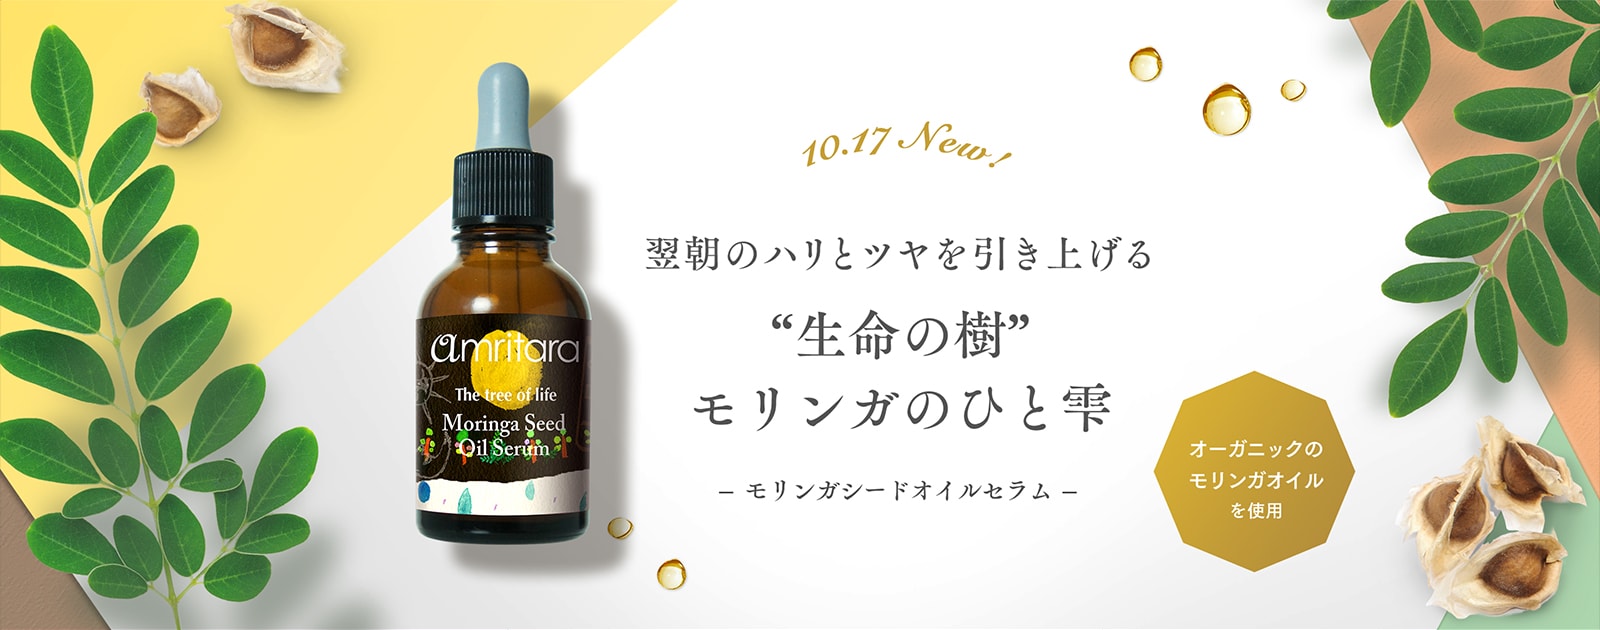 amritara
The tree of life
Moringa Seed
Oil Serum
10.17 New!
翌朝のハリとツヤを引き上げる
“生命の樹”
モリンガのひと雫
– モリンガシードオイルセラム –
オーガニックの
モリンガオイル
を使用